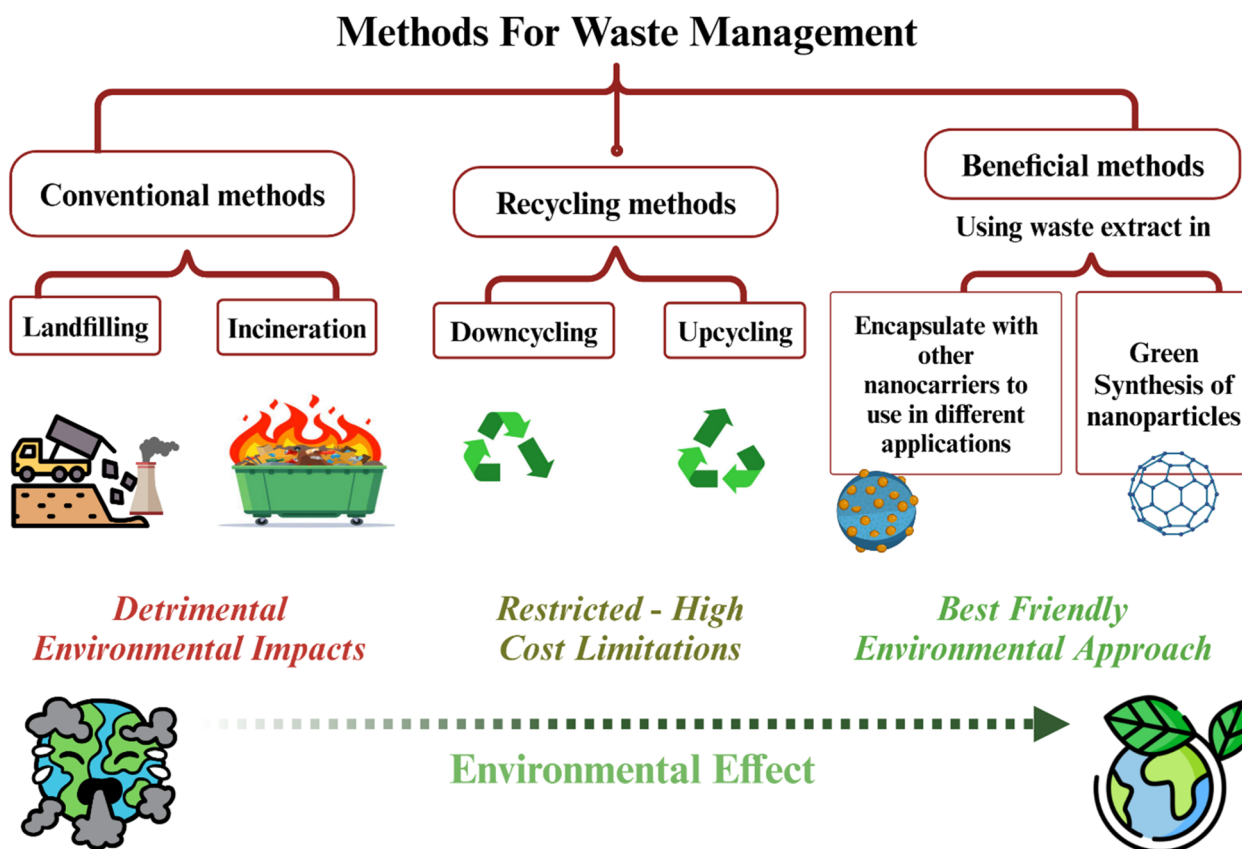 Methods For Waste Management
Conventional methods
Landfilling
Incineration
Recycling methods
Downcycling
Upcycling
Beneficial methods
Using waste extract in
Encapsulate with
other
nanocarriers to
use in different
applications
Green
Synthesis of
nanoparticles
Detrimental
Environmental Impacts
Restricted - High
Cost Limitations
Best Friendly
Environmental Approach
Environmental Effect